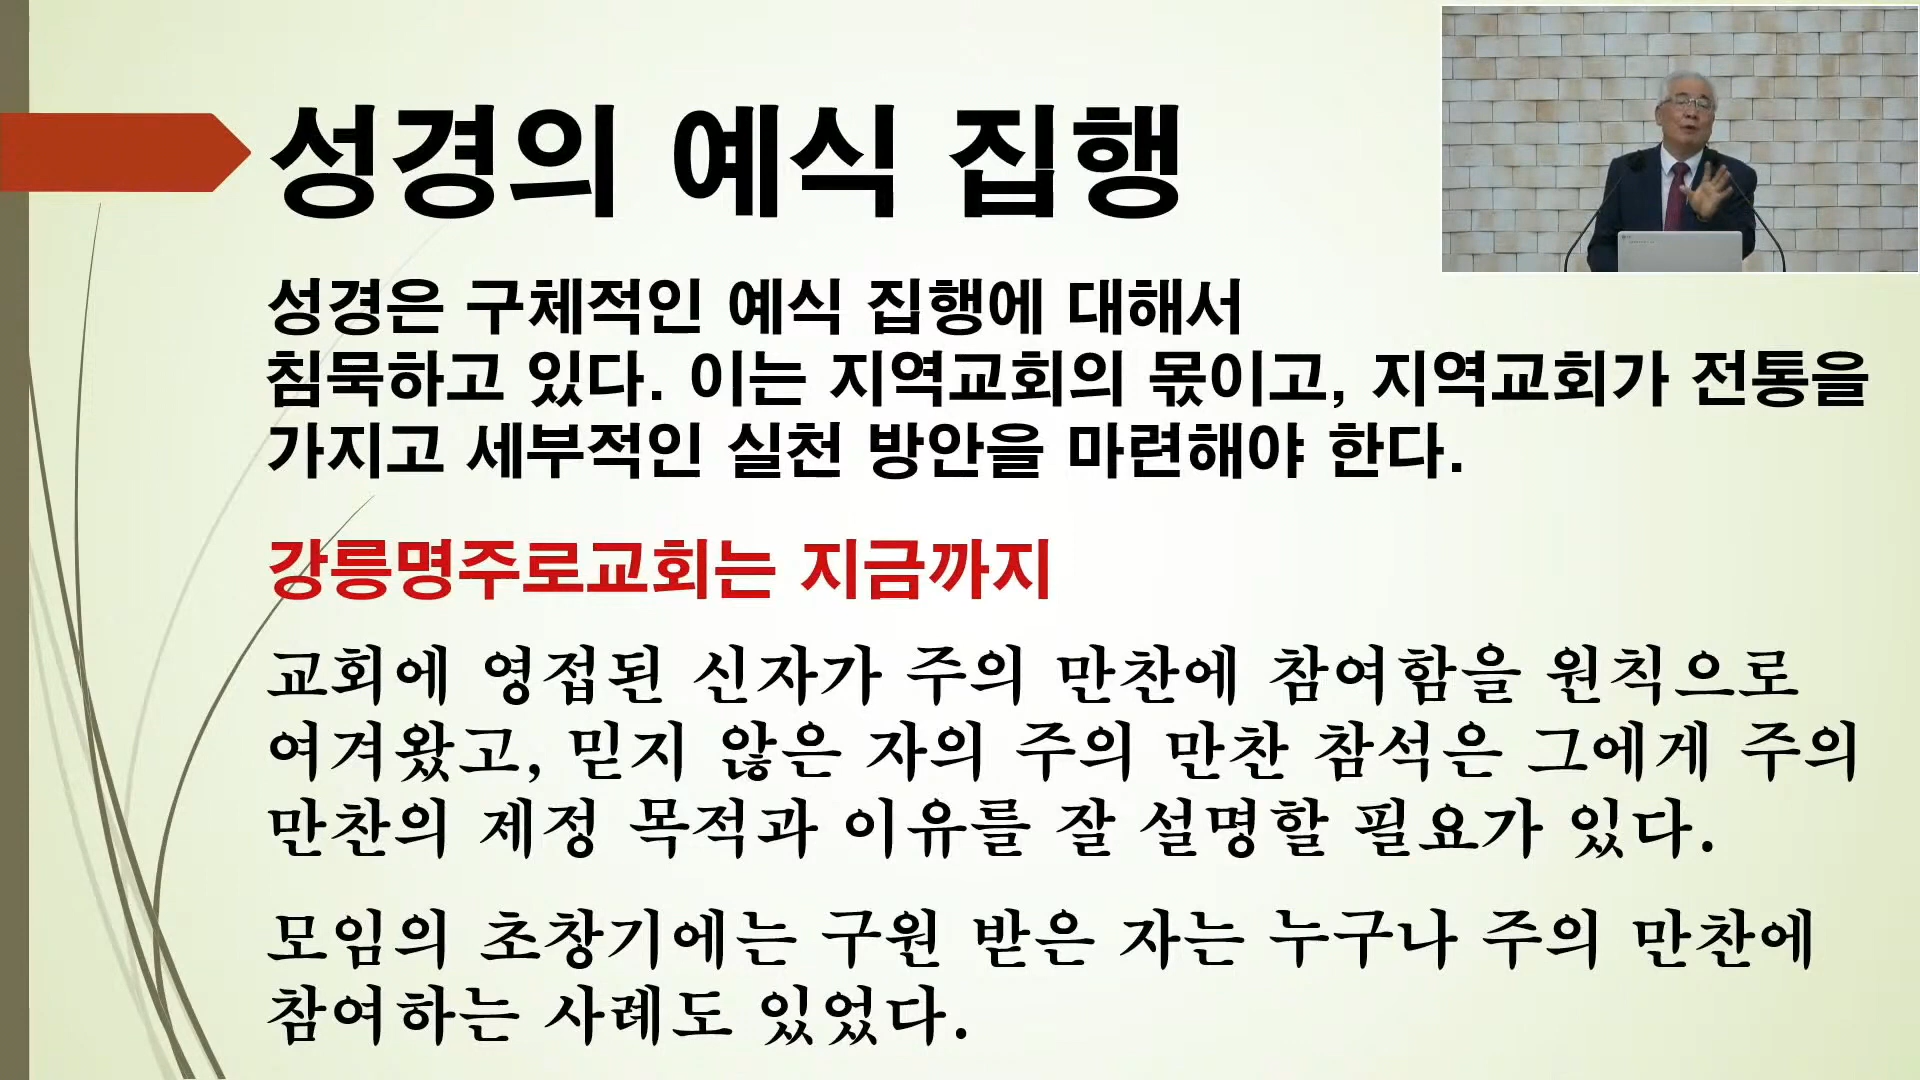 성경의 예식 집행
성경은 구체적인 예식 집행에 대해서
침묵하고 있다. 이는 지역교회의 몫이고, 지역교회가 전통을
가지고 세부적인 실천 방안을 마련해야 한다.
강릉명주로교회는 지금까지
교회에 영접된 신자가 주의 만찬에 참여함을 원칙으로
여겨왔고, 믿지 않은 자의 주의 만찬 참석은 그에게 주의
만찬의 제정 목적과 이유를 잘 설명할 필요가 있다.
모임의 초창기에는 구원 받은 자는 누구나 주의 만찬에
참여하는 사례도 있었다.